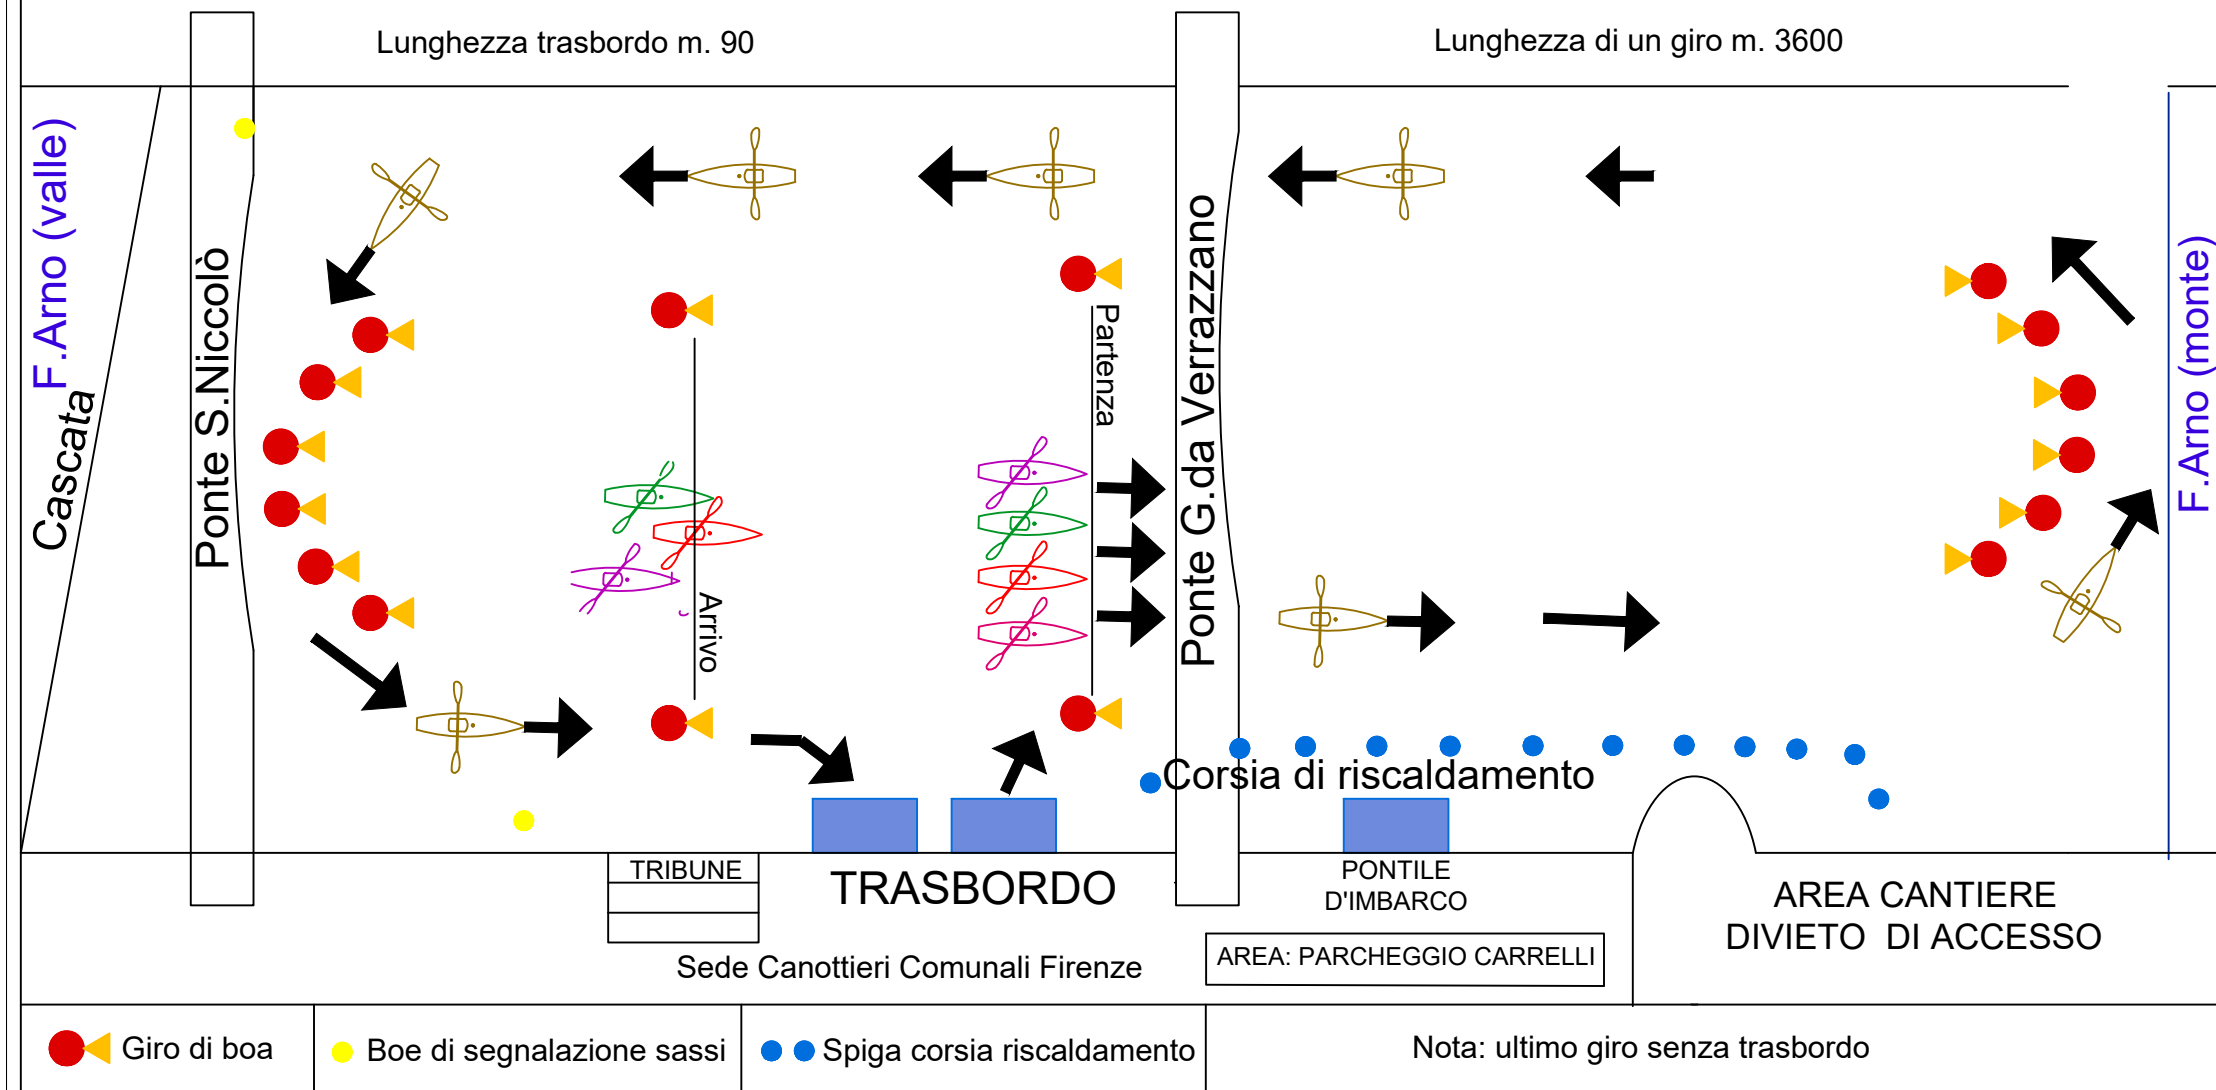 Lunghezza trasbordo m. 90
Lunghezza di un giro m. 3600
F.Arno (valle)
Cascata
Ponte S.Niccolò
Arrivo
Partenza
Ponte G.da Verrazzano
F.Arno (monte)
Corsia di riscaldamento
TRIBUNE
TRASBORDO
PONTILE
D'IMBARCO
AREA CANTIERE
DIVIETO DI ACCESSO
Sede Canottieri Comunali Firenze
AREA: PARCHEGGIO CARRELLI
Giro di boa
Boe di segnalazione sassi
Spiga corsia riscaldamento
Nota: ultimo giro senza trasbordo